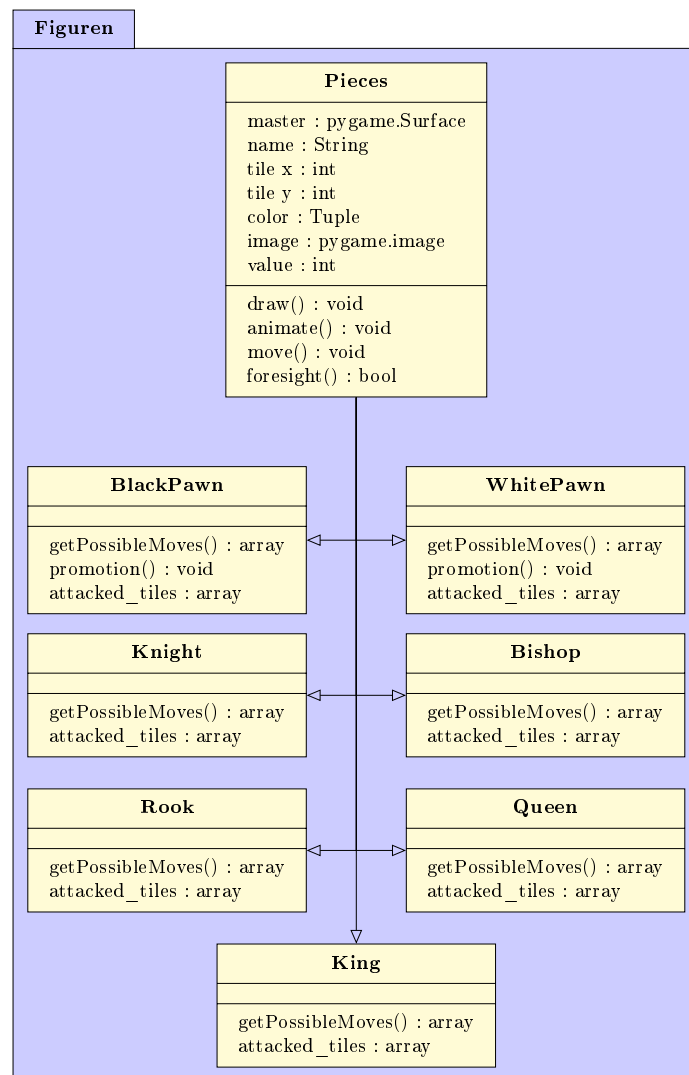 Figuren
Pieces
master : pygame.Surface
name : String
tile x : int
tile y : int
color : Tuple
image : pygame.image
value : int
draw() : void
animate() : void
move() : void
foresight() : bool
BlackPawn
getPossibleMoves() : array
promotion() : void
attacked_tiles : array
WhitePawn
getPossibleMoves() : array
promotion() : void
attacked_tiles : array
Knight
getPossibleMoves() : array
attacked_tiles : array
Bishop
getPossibleMoves() : array
attacked_tiles : array
Rook
getPossibleMoves() : array
attacked_tiles : array
Queen
getPossibleMoves() : array
attacked_tiles : array
King
getPossibleMoves() : array
attacked_tiles : array